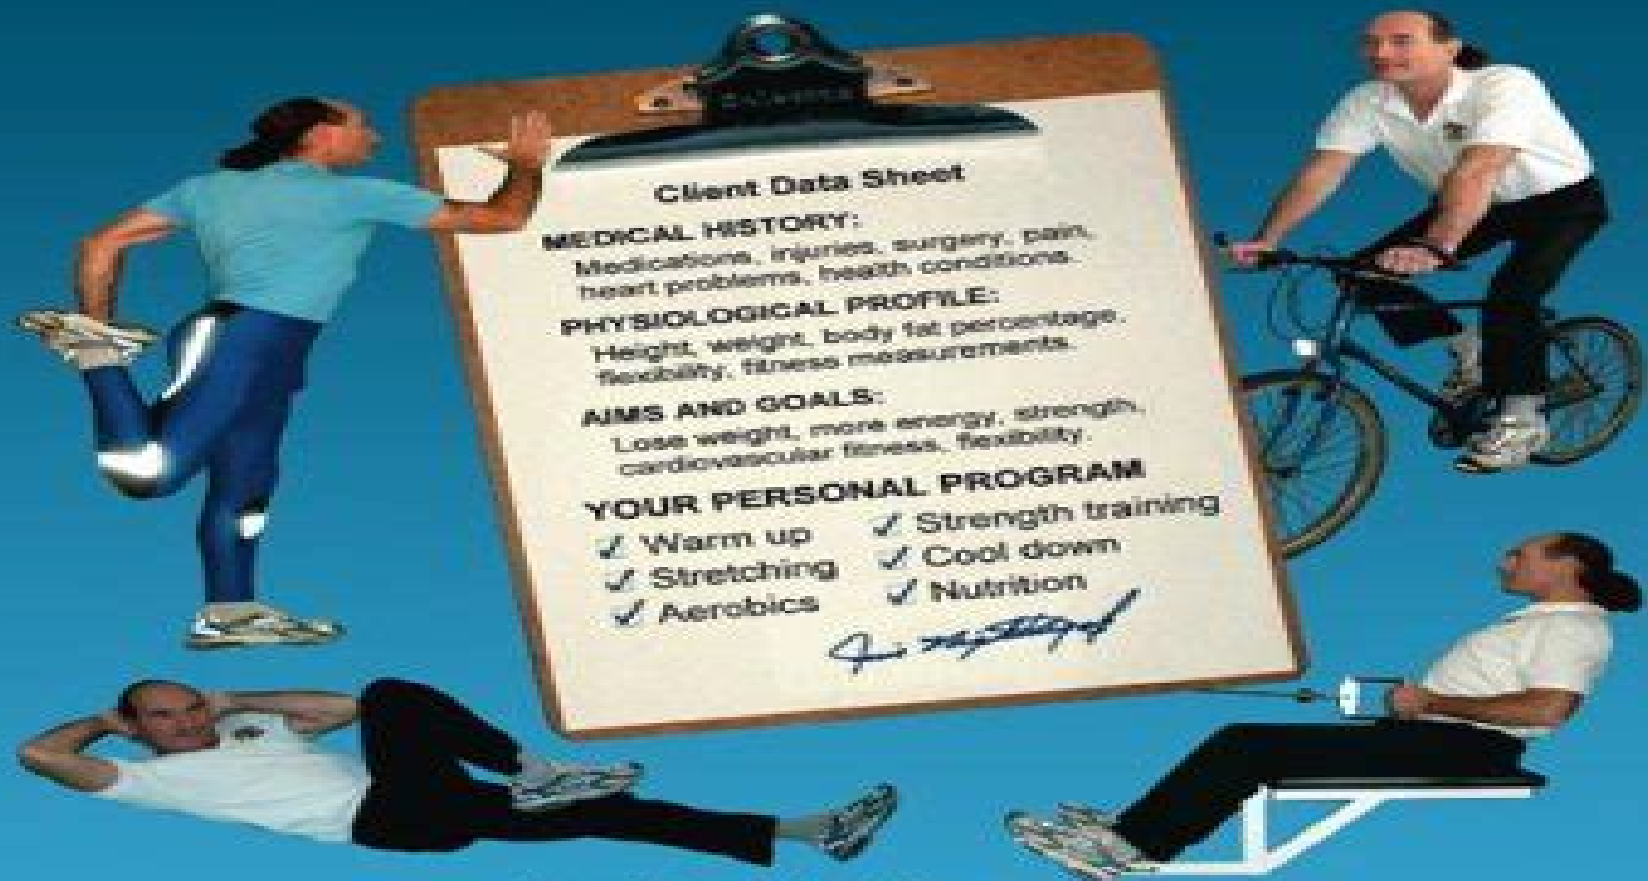 Client Data Sheet
MEDICAL HISTORY:
Medications, injuries, surgery, pain,
heart problems, health conditions.
PHYSIOLOGICAL PROFILE:
Height, weight, body fat percentage,
flexibility, fitness measurements.
AIMS AND GOALS:
Lose weight, more energy, strength,
cardiovascular fitness, flexibility.
YOUR PERSONAL PROGRAM
✓ Warm up ✓ Strength training
✓ Stretching ✓ Cool down
✓ Aerobics ✓ Nutrition